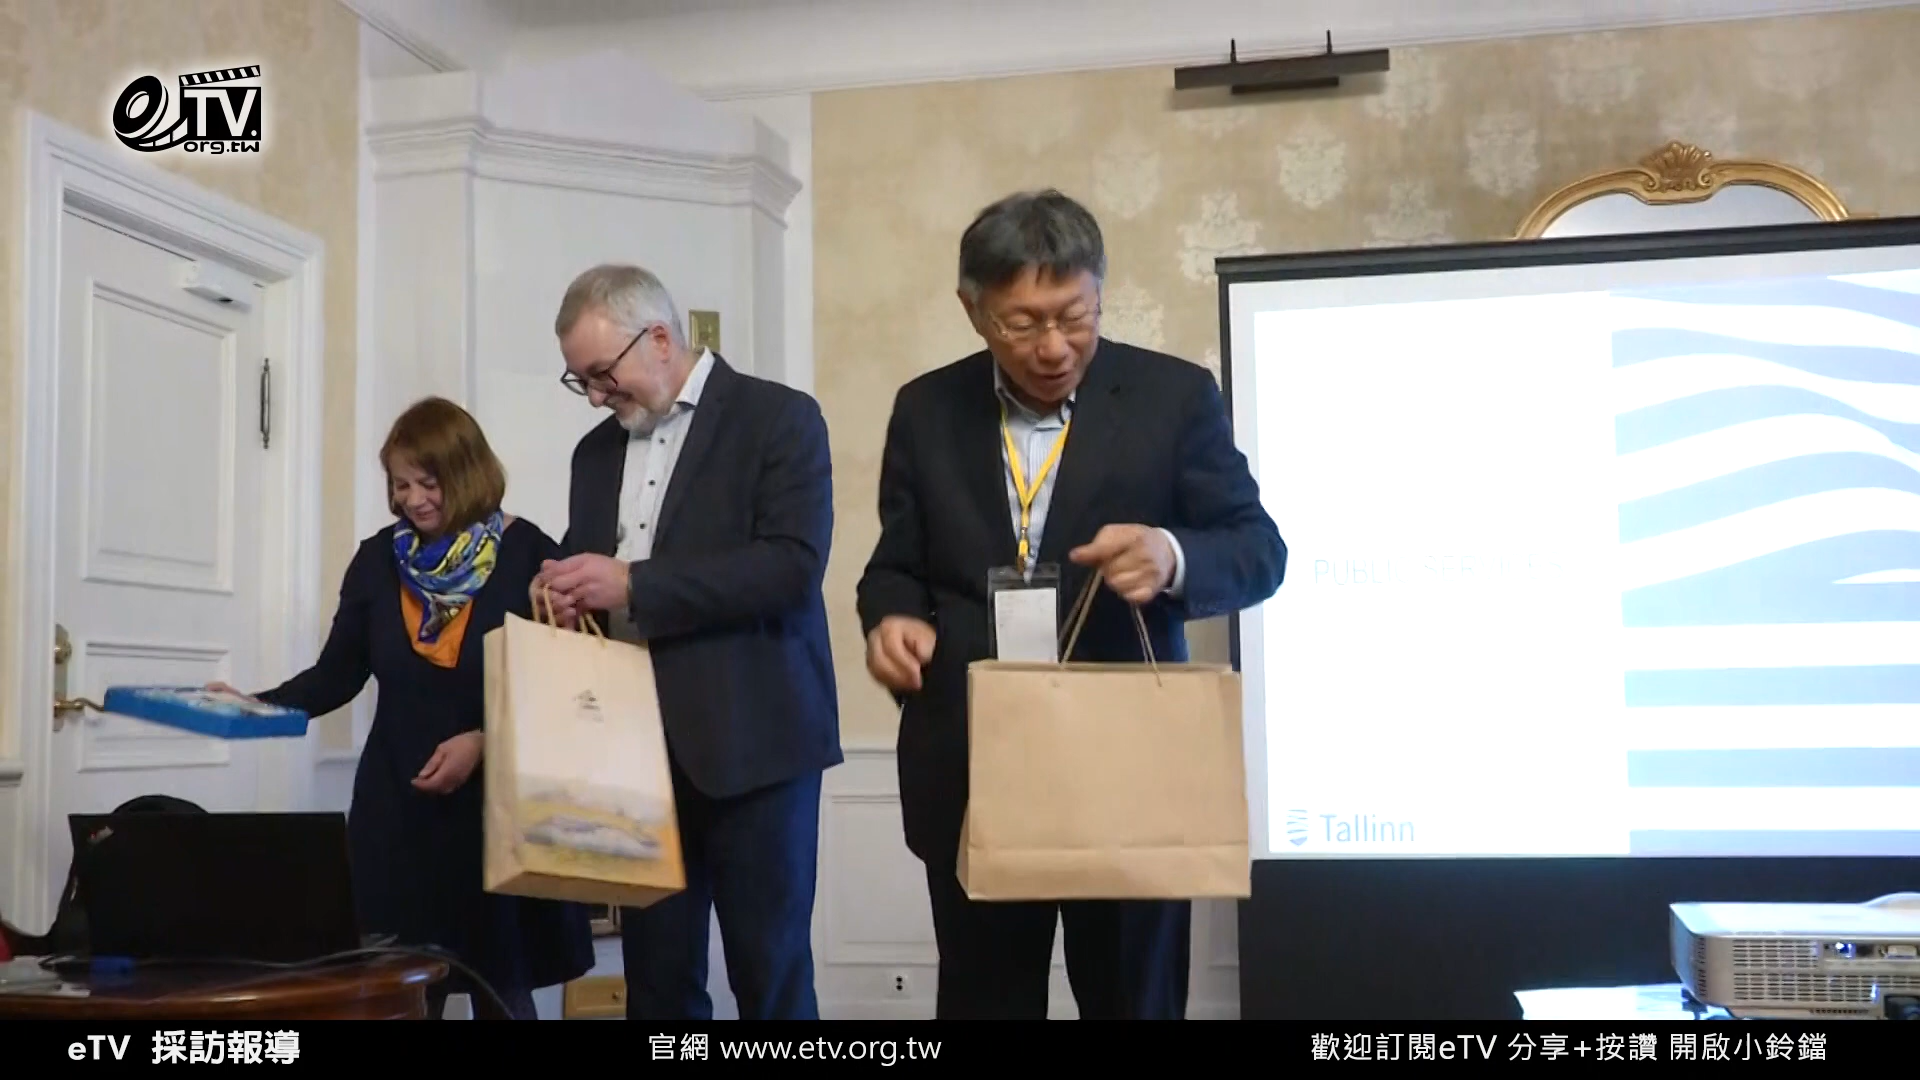 eTV.
org.tw
Tallinn
eTV 採訪報導
官網 www.etv.org.tw
歡迎訂閱eTV 分享+按讚 開啟小鈴鐺